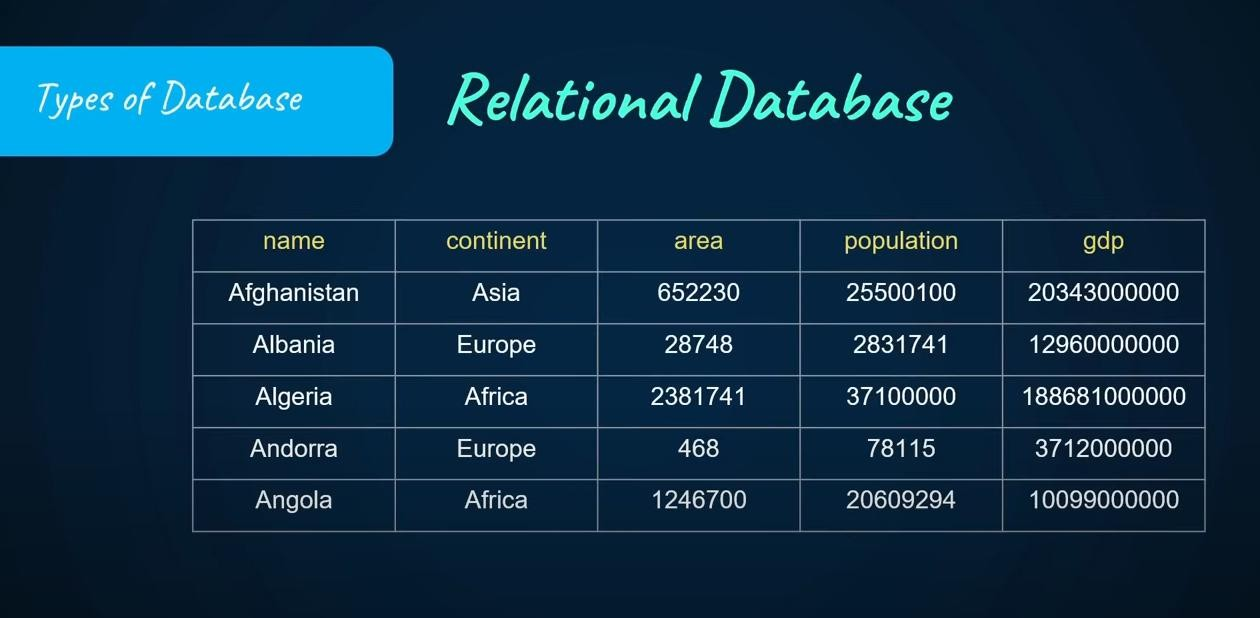 Types of Database
Relational Database
name continent area population gdp
Afghanistan Asia 652230 25500100 20343000000
Albania Europe 28748 2831741 12960000000
Algeria Africa 2381741 37100000 188681000000
Andorra Europe 468 78115 3712000000
Angola Africa 1246700 20609294 10099000000